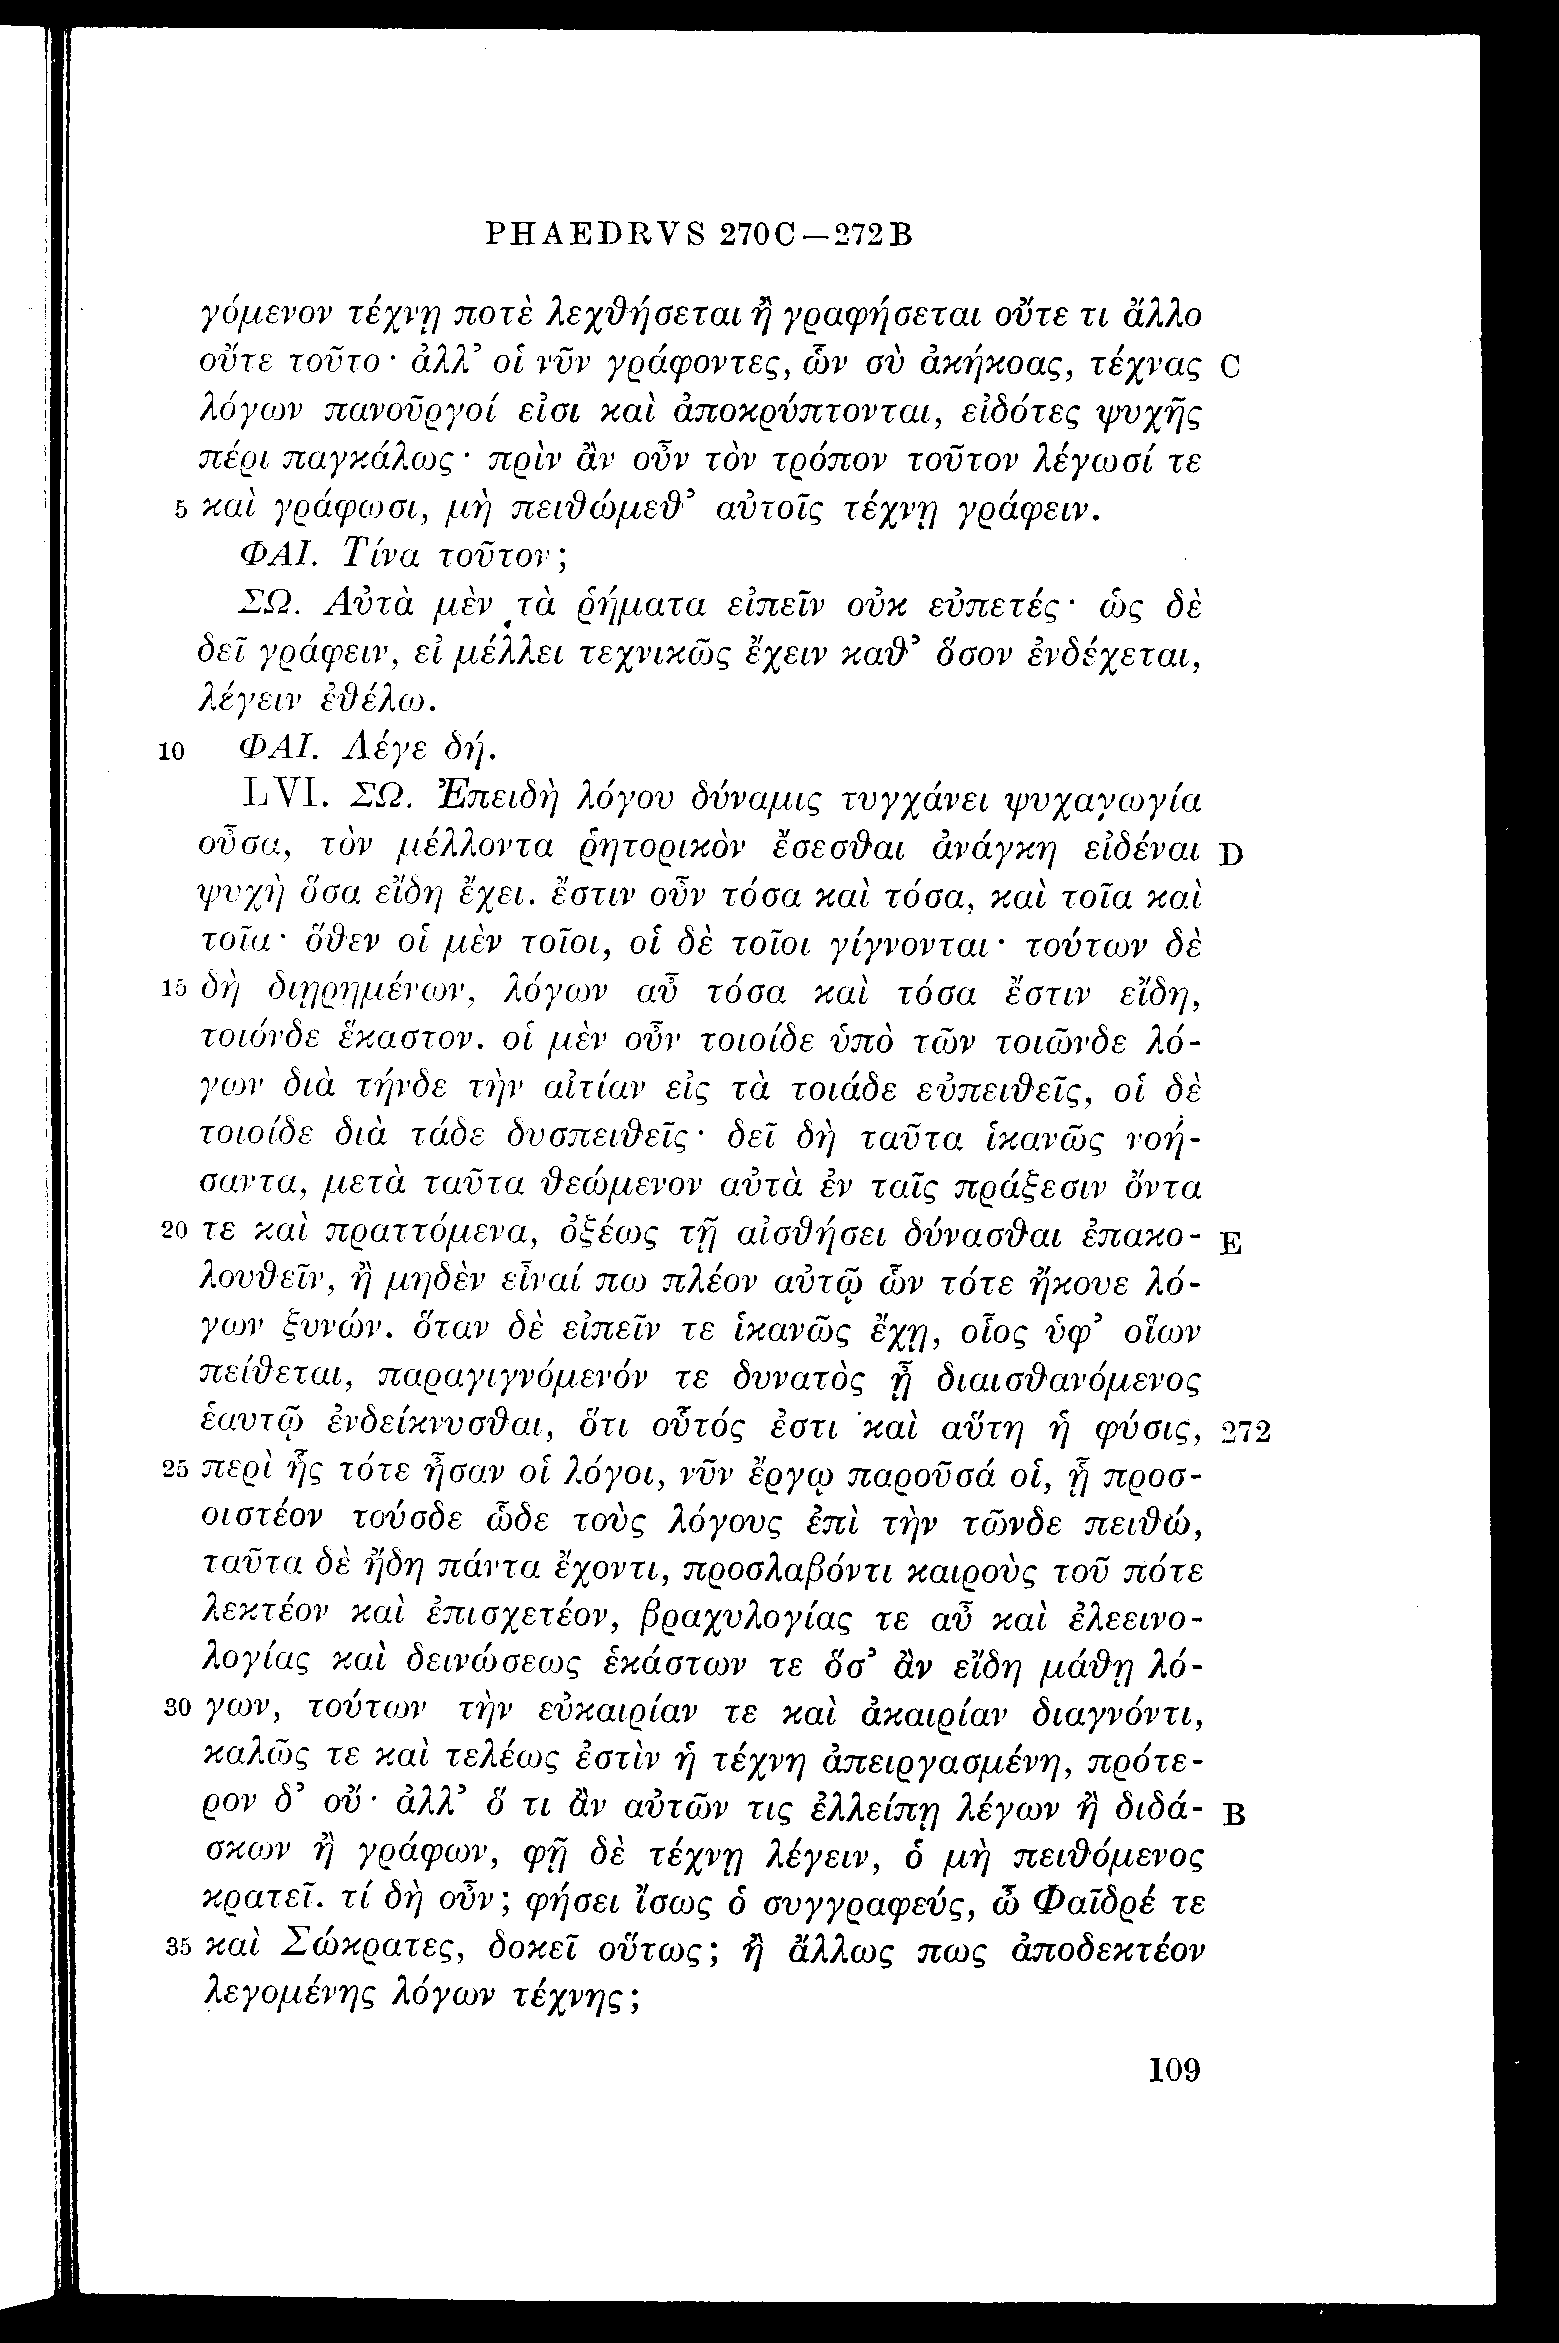 PHAEDRVS 270C—272B
γόμενον τέχνῃ ποτὲ λεχθήσεται ἢ γραφήσεται οὔτε τι ἄλλο
οὔτε τοῦτο· ἀλλ’ οἱ νῦν γράφοντες, ὧν σὺ ἀκήκοας, τέχνας C
λόγων πανοῦργοί εἰσι καὶ ἀποκρύπτονται, εἰδότες ψυχῆς
πέρι παγκάλως· πρὶν ἂν οὖν τὸν τρόπον τοῦτον λέγωσί τε
5 καὶ γράφωσι, μὴ πειθώμεθ’ αὐτοῖς τέχνῃ γράφειν.
ΦΑΙ. Τίνα τοῦτον;
ΣΩ. Αὐτὰ μὲν τὰ ῥήματα εἰπεῖν οὐκ εὐπετές· ὡς δὲ
δεῖ γράφειν, εἰ μέλλει τεχνικῶς ἔχειν καθ’ ὅσον ἐνδέχεται,
λέγειν ἐθέλω.
10 ΦΑΙ. Λέγε δή.
LVI. ΣΩ. Ἐπειδὴ λόγου δύναμις τυγχάνει ψυχαγωγία
οὖσα, τὸν μέλλοντα ῥητορικὸν ἔσεσθαι ἀνάγκη εἰδέναι D
ψυχὴ ὅσα εἴδη ἔχει. ἔστιν οὖν τόσα καὶ τόσα, καὶ τοῖα καὶ
τοῖα· ὅθεν οἱ μὲν τοῖοι, οἱ δὲ τοῖοι γίγνονται· τούτων δὲ
15 δὴ διῃρημένων, λόγων αὖ τόσα καὶ τόσα ἔστιν εἴδη,
τοιόνδε ἕκαστον. οἱ μὲν οὖν τοιοίδε ὑπὸ τῶν τοιῶνδε λό-
γων διὰ τήνδε τὴν αἰτίαν εἰς τὰ τοιάδε εὐπειθεῖς, οἱ δὲ
τοιοίδε διὰ τάδε δυσπειθεῖς· δεῖ δὴ ταῦτα ἱκανῶς νοή-
σαντα, μετὰ ταῦτα θεώμενον αὐτὰ ἐν ταῖς πράξεσιν ὄντα
20 τε καὶ πραττόμενα, ὀξέως τῇ αἰσθήσει δύνασθαι ἐπακο- E
λουθεῖν, ἢ μηδὲν εἶναί πω πλέον αὐτῷ ὧν τότε ἤκουε λό-
γων ξυνών. ὅταν δὲ εἰπεῖν τε ἱκανῶς ἔχῃ, οἷος ὑφ’ οἵων
πείθεται, παραγιγνόμενόν τε δυνατὸς ᾖ διαισθανόμενος
ἑαυτῷ ἐνδείκνυσθαι, ὅτι οὗτός ἐστι καὶ αὕτη ἡ φύσις, 272
25 περὶ ἧς τότε ἦσαν οἱ λόγοι, νῦν ἔργῳ παροῦσά οἱ, ᾗ προσ-
οιστέον τούσδε ὧδε τοὺς λόγους ἐπὶ τὴν τῶνδε πειθώ,
ταῦτα δὲ ἤδη πάντα ἔχοντι, προσλαβόντι καιροὺς τοῦ πότε
λεκτέον καὶ ἐπισχετέον, βραχυλογίας τε αὖ καὶ ἐλεεινο-
λογίας καὶ δεινώσεως ἑκάστων τε ὅσ’ ἂν εἴδη μάθῃ λό-
30 γων, τούτων τὴν εὐκαιρίαν τε καὶ ἀκαιρίαν διαγνόντι,
καλῶς τε καὶ τελέως ἐστὶν ἡ τέχνη ἀπειργασμένη, πρότε-
ρον δ’ οὔ· ἀλλ’ ὅ τι ἂν αὐτῶν τις ἐλλείπῃ λέγων ἢ διδά- B
σκων ἢ γράφων, φῇ δὲ τέχνῃ λέγειν, ὁ μὴ πειθόμενος
κρατεῖ. τί δὴ οὖν; φήσει ἴσως ὁ συγγραφεύς, ὦ Φαῖδρέ τε
35 καὶ Σώκρατες, δοκεῖ οὕτως; ἢ ἄλλως πως ἀποδεκτέον
λεγομένης λόγων τέχνης;
109